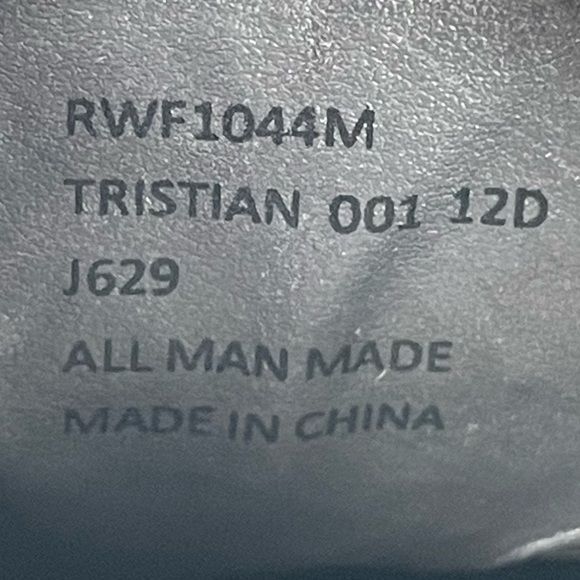 RWF1044M
TRISTIAN 001 12D
J629
ALL MAN MADE
MADE IN CHINA